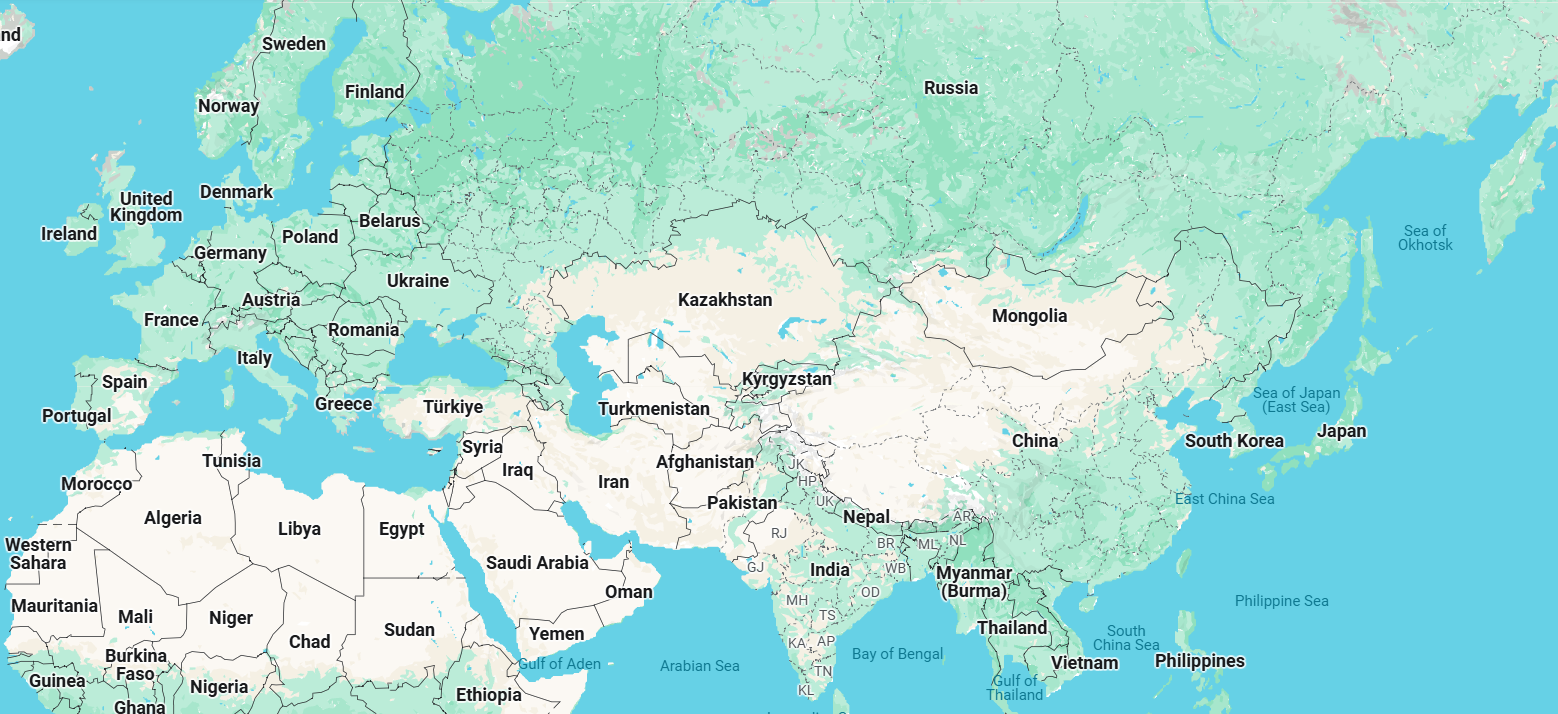 nd
Sweden
Finland
Russia
Norway
Denmark
United
Kingdom
Ireland
Belarus
Poland
Germany
Ukraine
Sea of
Okhotsk
Austria
Kazakhstan
France
Romania
Mongolia
Italy
Spain
Kyrgyzstan
Portugal
Greece
Türkiye
Turkmenistan
Sea of Japan
(East Sea)
Japan
South Korea
China
Syria
Tunisia
Iraq
Afghanistan
JK
Iran
HP
Morocco
Pakistan
UK
East China Sea
Algeria
Nepal
AR
Libya
Egypt
RJ
BR
ML
NL
Western
Sahara
Saudi Arabia
GJ
India
WB
Myanmar
(Burma)
Oman
OD
MH
Philippine Sea
Mauritania
Mali
Niger
TS
Sudan
Chad
Yemen
KA
AP
Thailand
South
China Sea
Bay of Bengal
Burkina
Faso
Gulf of Aden
Arabian Sea
TN
Vietnam
Philippines
Guinea
Nigeria
Ethiopia
KL
Gulf of
Thailand
Ghana